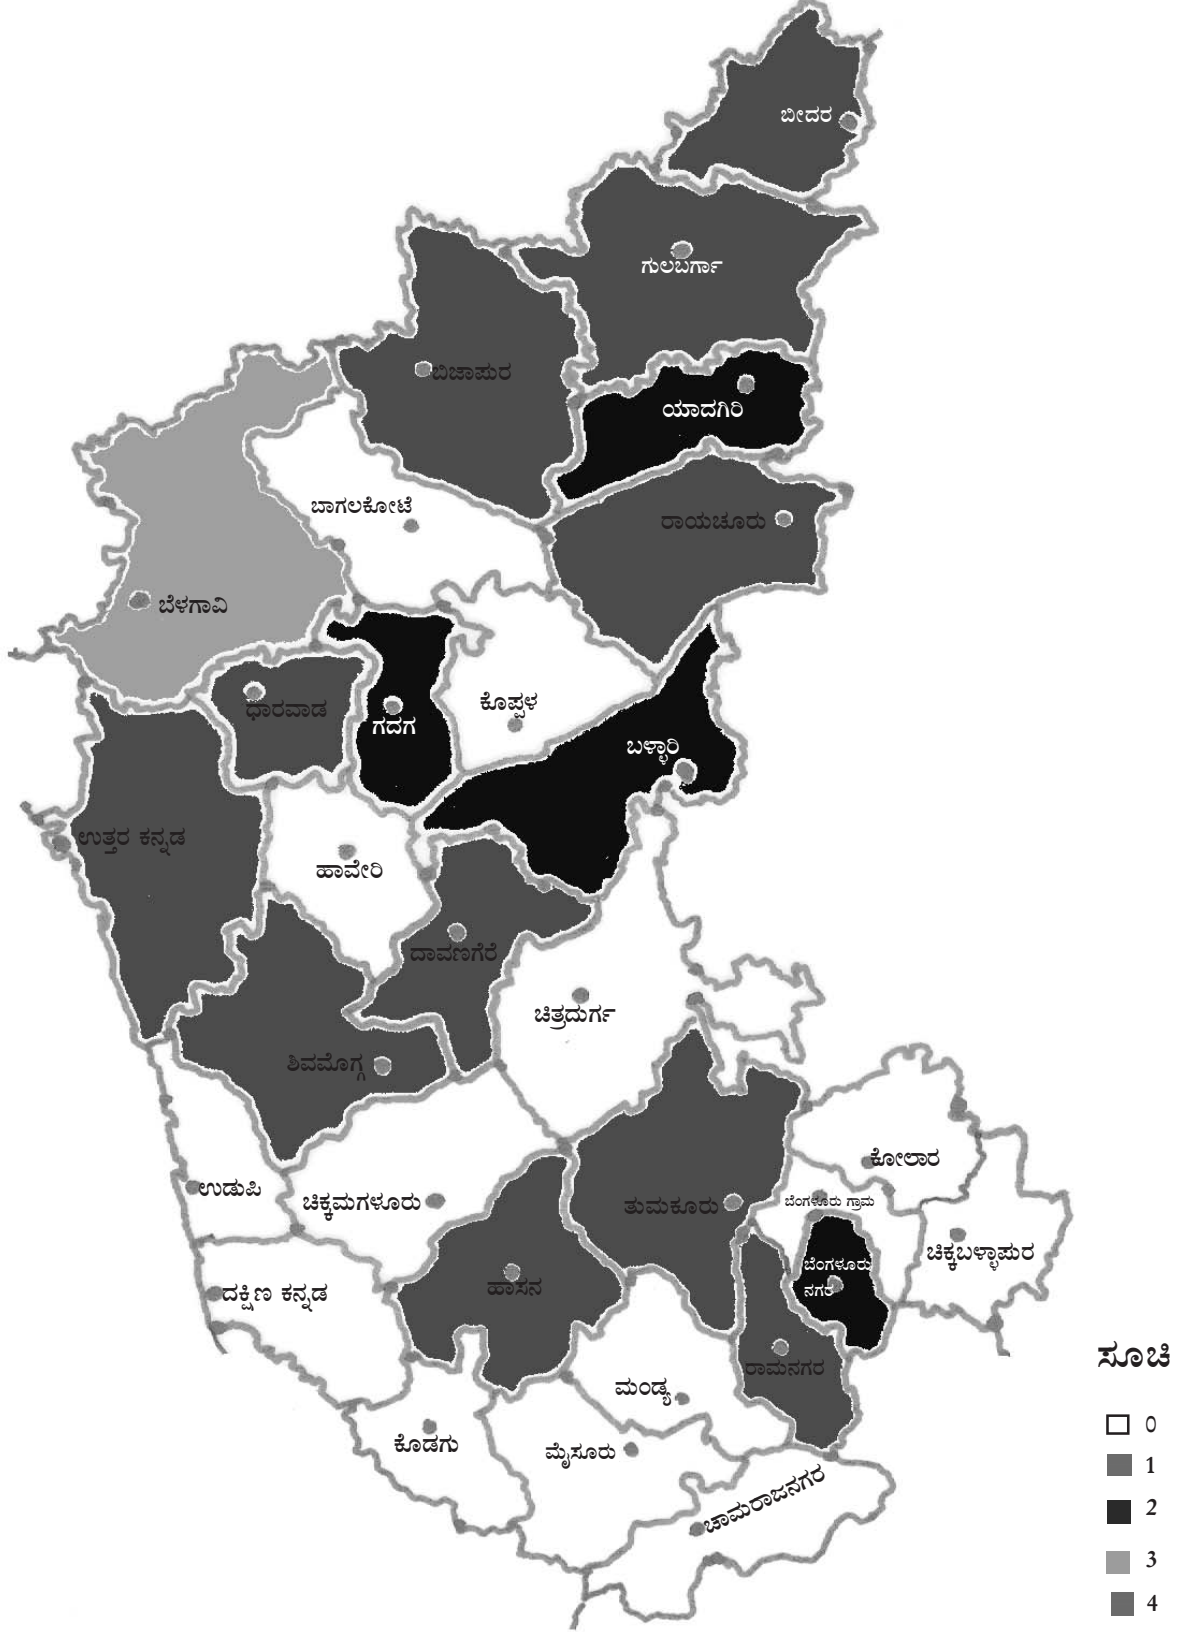 ಬೀದರ
ಗುಲಬರ್ಗಾ
ಬಿಜಾಪುರ
ಯಾದಗಿರಿ
ಬಾಗಲಕೋಟೆ
ರಾಯಚೂರು
ಬೆಳಗಾವಿ
ಧಾರವಾಡ
ಗದಗ
ಕೊಪ್ಪಳ
ಬಳ್ಳಾರಿ
ಉತ್ತರ ಕನ್ನಡ
ಹಾವೇರಿ
ದಾವಣಗೆರೆ
ಚಿತ್ರದುರ್ಗ
ಶಿವಮೊಗ್ಗ
ಕೋಲಾರ
ಉಡುಪಿ
ಚಿಕ್ಕಮಗಳೂರು
ತುಮಕೂರು
ಬೆಂಗಳೂರು ಗ್ರಾಮ
ಚಿಕ್ಕಬಳ್ಳಾಪುರ
ಬೆಂಗಳೂರು
ನಗರ
ದಕ್ಷಿಣ ಕನ್ನಡ
ಹಾಸನ
ರಾಮನಗರ
ಮಂಡ್ಯ
ಕೊಡಗು
ಮೈಸೂರು
ಚಾಮರಾಜನಗರ
ಸೂಚಿ
0
1
2
3
4